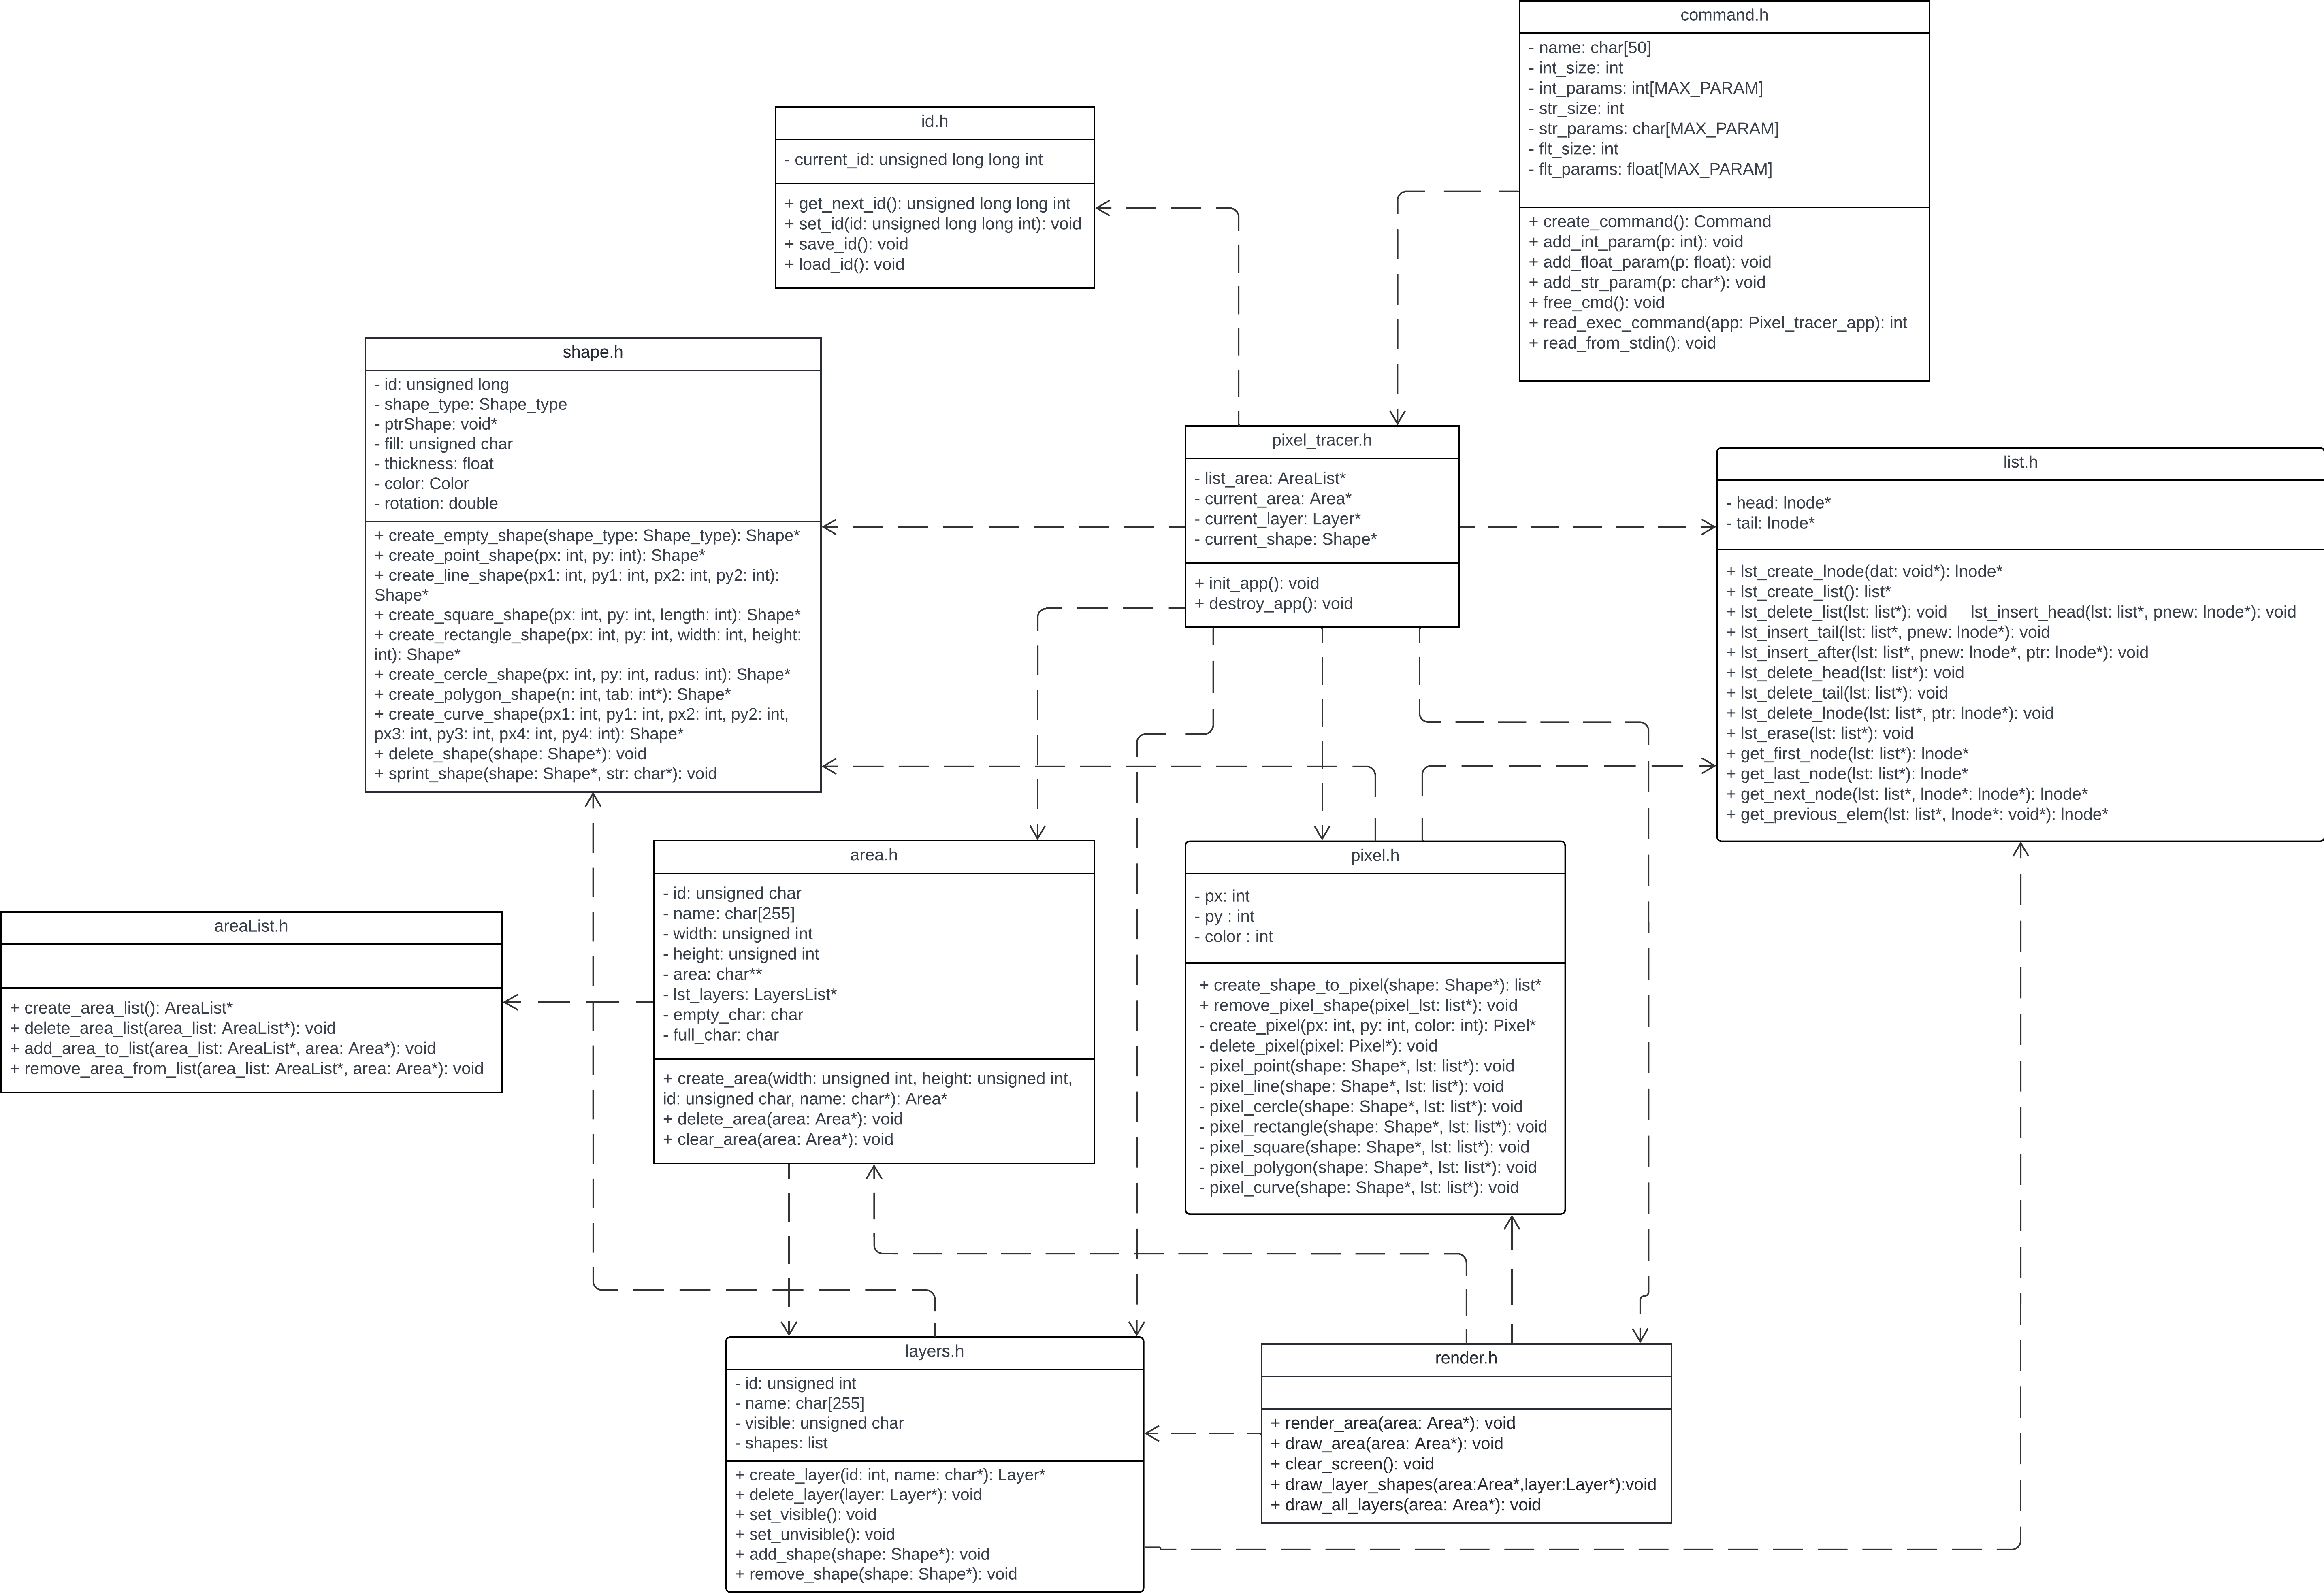 command.h
- name: char[50]
- int_size: int
- int_params: int[MAX_PARAM]
- str_size: int
- str_params: char[MAX_PARAM]
- flt_size: int
- flt_params: float[MAX_PARAM]
+ create_command(): Command
+ add_int_param(p: int): void
+ add_float_param(p: float): void
+ add_str_param(p: char*): void
+ free_cmd(): void
+ read_exec_command(app: Pixel_tracer_app): int
+ read_from_stdin(): void
id.h
- current_id: unsigned long long int
+ get_next_id(): unsigned long long int
+ set_id(id: unsigned long long int): void
+ save_id(): void
+ load_id(): void
shape.h
- id: unsigned long
- shape_type: Shape_type
- ptrShape: void*
- fill: unsigned char
- thickness: float
- color: Color
- rotation: double
+ create_empty_shape(shape_type: Shape_type): Shape*
+ create_point_shape(px: int, py: int): Shape*
+ create_line_shape(px1: int, py1: int, px2: int, py2: int):
Shape*
+ create_square_shape(px: int, py: int, length: int): Shape*
+ create_rectangle_shape(px: int, py: int, width: int, height:
int): Shape*
+ create_cercle_shape(px: int, py: int, radus: int): Shape*
+ create_polygon_shape(n: int, tab: int*): Shape*
+ create_curve_shape(px1: int, py1: int, px2: int, py2: int,
px3: int, py3: int, px4: int, py4: int): Shape*
+ delete_shape(shape: Shape*): void
+ sprint_shape(shape: Shape*, str: char*): void
pixel_tracer.h
- list_area: AreaList*
- current_area: Area*
- current_layer: Layer*
- current_shape: Shape*
+ init_app(): void
+ destroy_app(): void
list.h
- head: lnode*
- tail: lnode*
+ lst_create_lnode(dat: void*): lnode*
+ lst_create_list(): list*
+ lst_delete_list(lst: list*): void lst_insert_head(lst: list*, pnew: lnode*): void
+ lst_insert_tail(lst: list*, pnew: lnode*): void
+ lst_insert_after(lst: list*, pnew: lnode*, ptr: lnode*): void
+ lst_delete_head(lst: list*): void
+ lst_delete_tail(lst: list*): void
+ lst_delete_lnode(lst: list*, ptr: lnode*): void
+ lst_erase(lst: list*): void
+ get_first_node(lst: list*): lnode*
+ get_last_node(lst: list*): lnode*
+ get_next_node(lst: list*, lnode*: lnode*): lnode*
+ get_previous_elem(lst: list*, lnode*: void*): lnode*
areaList.h
+ create_area_list(): AreaList*
+ delete_area_list(area_list: AreaList*): void
+ add_area_to_list(area_list: AreaList*, area: Area*): void
+ remove_area_from_list(area_list: AreaList*, area: Area*): void
area.h
- id: unsigned char
- name: char[255]
- width: unsigned int
- height: unsigned int
- area: char**
- lst_layers: LayersList*
- empty_char: char
- full_char: char
+ create_area(width: unsigned int, height: unsigned int,
id: unsigned char, name: char*): Area*
+ delete_area(area: Area*): void
+ clear_area(area: Area*): void
pixel.h
- px: int
- py : int
- color : int
+ create_shape_to_pixel(shape: Shape*): list*
+ remove_pixel_shape(pixel_lst: list*): void
- create_pixel(px: int, py: int, color: int): Pixel*
- delete_pixel(pixel: Pixel*): void
- pixel_point(shape: Shape*, lst: list*): void
- pixel_line(shape: Shape*, lst: list*): void
- pixel_cercle(shape: Shape*, lst: list*): void
- pixel_rectangle(shape: Shape*, lst: list*): void
- pixel_square(shape: Shape*, lst: list*): void
- pixel_polygon(shape: Shape*, lst: list*): void
- pixel_curve(shape: Shape*, lst: list*): void
layers.h
- id: unsigned int
- name: char[255]
- visible: unsigned char
- shapes: list
+ create_layer(id: int, name: char*): Layer*
+ delete_layer(layer: Layer*): void
+ set_visible(): void
+ set_unvisible(): void
+ add_shape(shape: Shape*): void
+ remove_shape(shape: Shape*): void
render.h
+ render_area(area: Area*): void
+ draw_area(area: Area*): void
+ clear_screen(): void
+ draw_layer_shapes(area:Area*,layer:Layer*):void
+ draw_all_layers(area: Area*): void